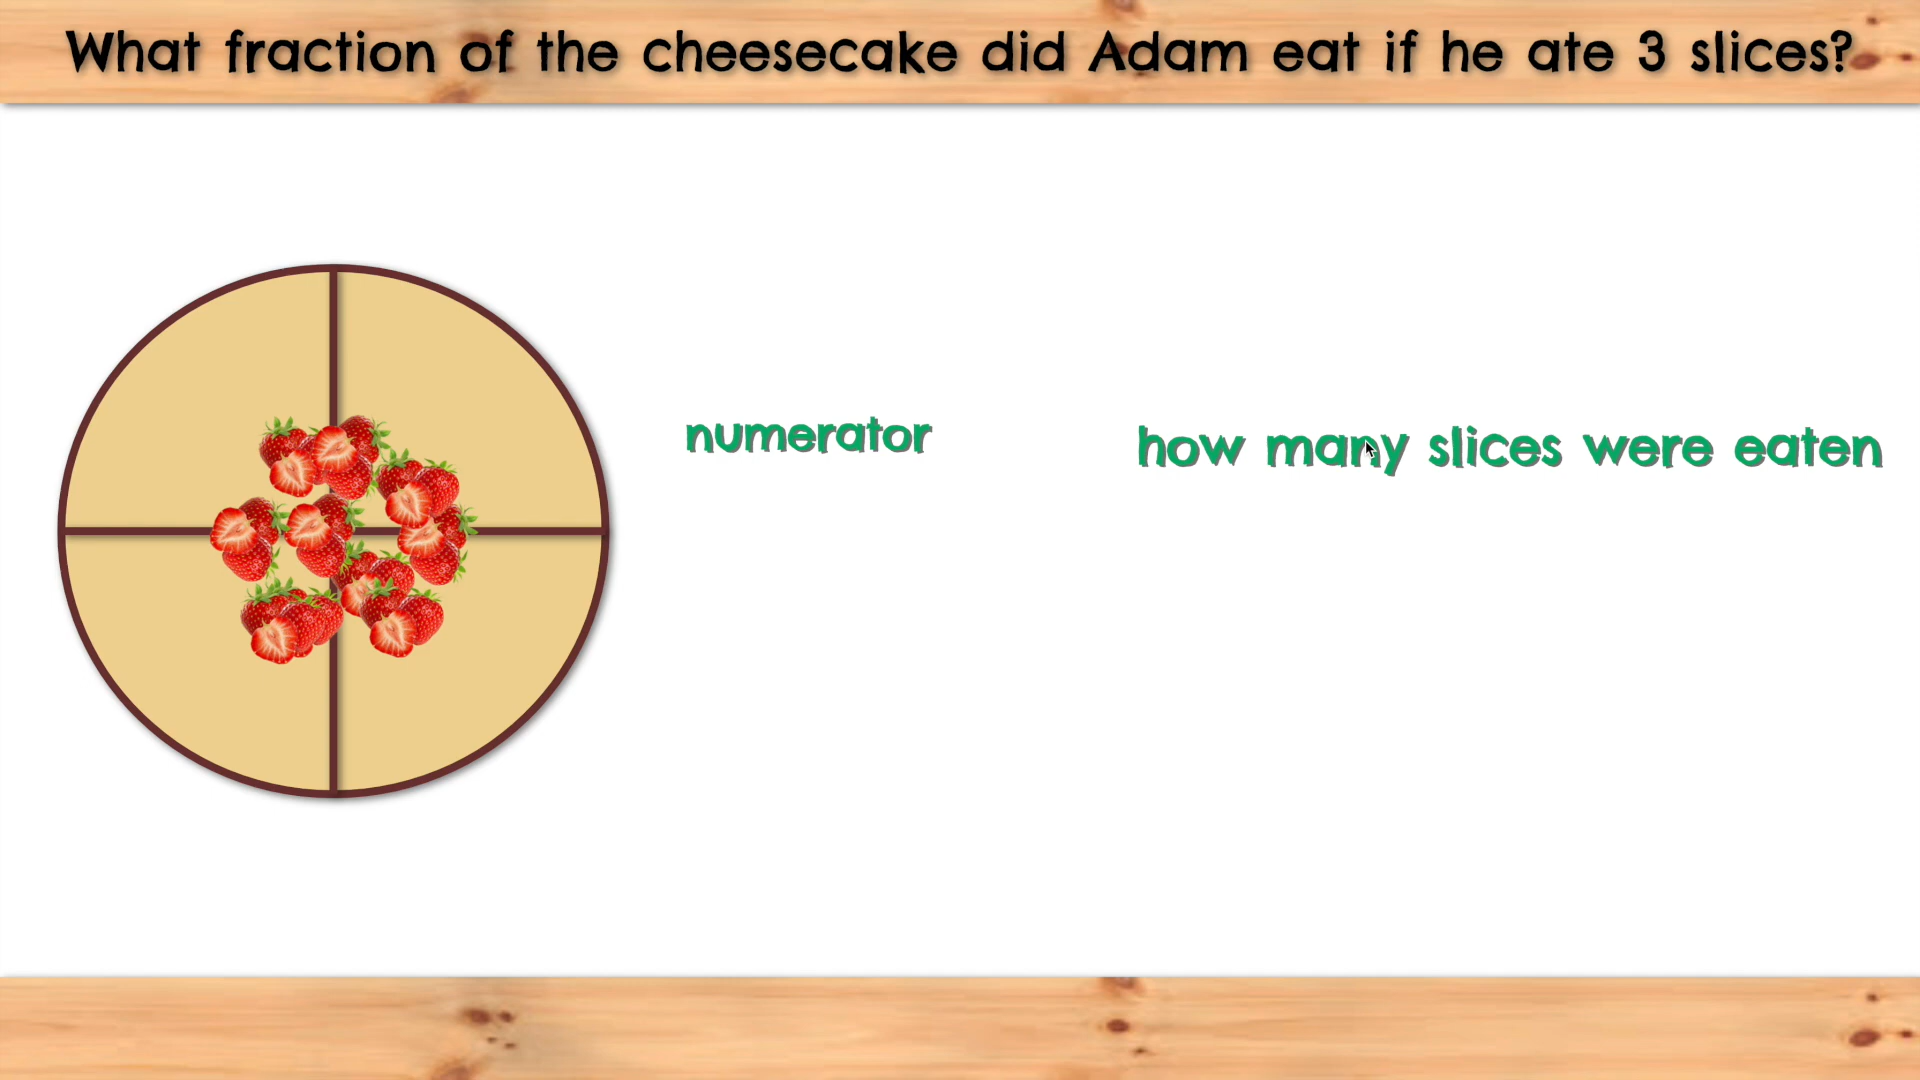 What fraction of the cheesecake did Adam eat if he ate 3 slices?
numerator
how many slices were eaten